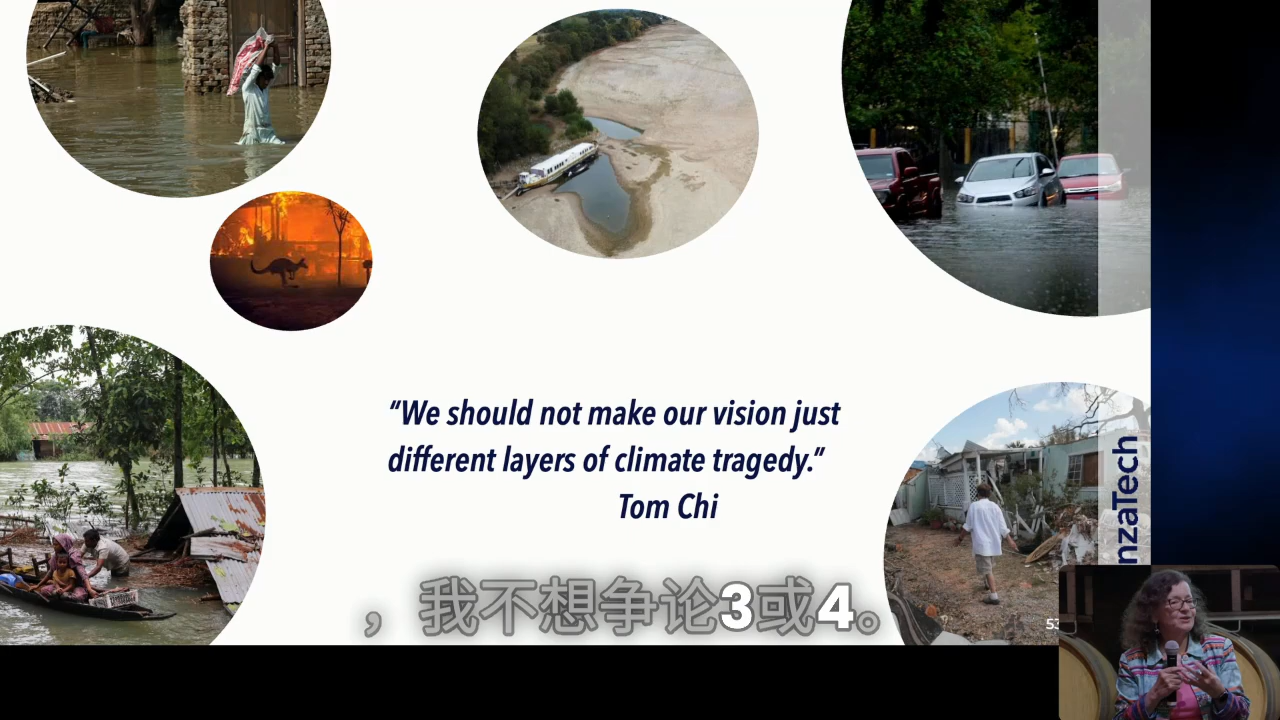 “We should not make our vision just
different layers of climate tragedy.”
Tom Chi
nzaTech
，我不想争论3或4。
53